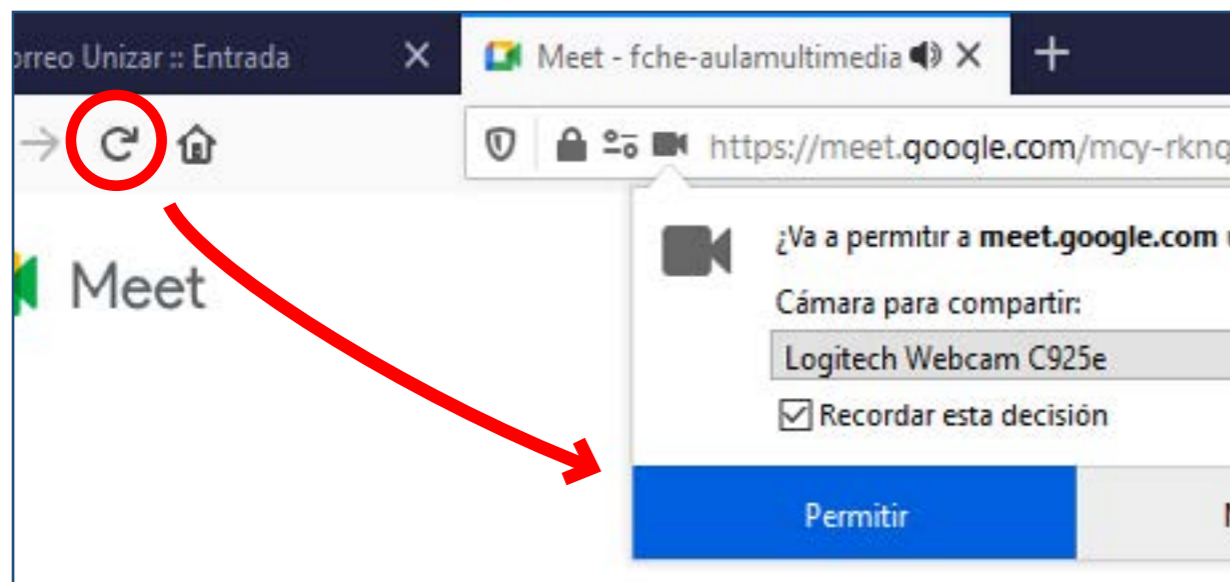 orreo Unizar :: Entrada
Meet - fche-aulamultimedia
https://meet.google.com/mcy-rknq
Meet
¿Va a permitir a meet.google.com u
Cámara para compartir:
Logitech Webcam C925e
Recordar esta decisión
Permitir